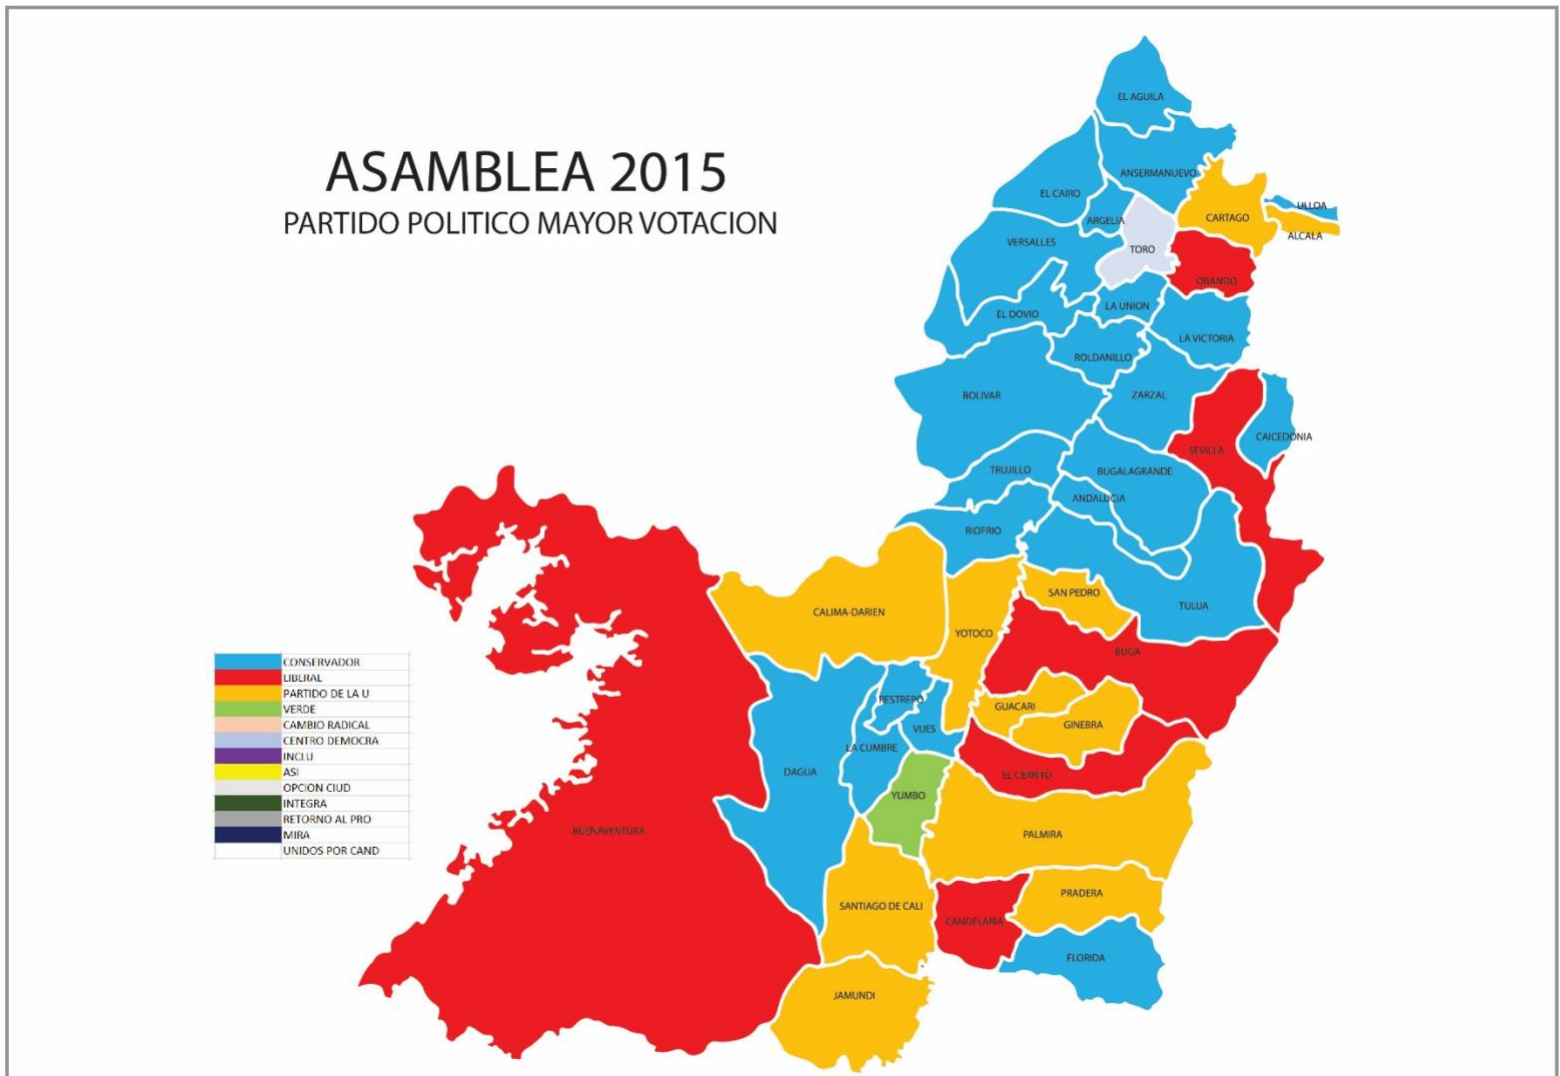 ASAMBLEA 2015
PARTIDO POLITICO MAYOR VOTACION
EL AGUILA
ANSERMANUEVO
EL CAIRO
ULLOA
CARTAGO
ARGELIA
ALCALA
VERSALLES
TORO
OBANDO
LA UNION
EL DOVIO
LA VICTORIA
ROLDANILLO
BOLIVAR
ZARZAL
CAICEDONIA
SEVILLA
TRUJILLO
BUGALAGRANDE
ANDALUCIA
RIOFRIO
SAN PEDRO
TULUA
CALIMA-DARIEN
YOTOCO
BUGA
RESTREPO
GUACARI
GINEBRA
VIJES
LA CUMBRE
DAGUA
EL CERRITO
YUMBO
BUENAVENTURA
PALMIRA
PRADERA
SANTIAGO DE CALI
CANDELARIA
FLORIDA
JAMUNDI
CONSERVADOR
LIBERAL
PARTIDO DE LA U
VERDE
CAMBIO RADICAL
CENTRO DEMOCRA
INCLU
ASI
OPCION CIUD
INTEGRA
RETORNO AL PRO
MIRA
UNIDOS POR CAND